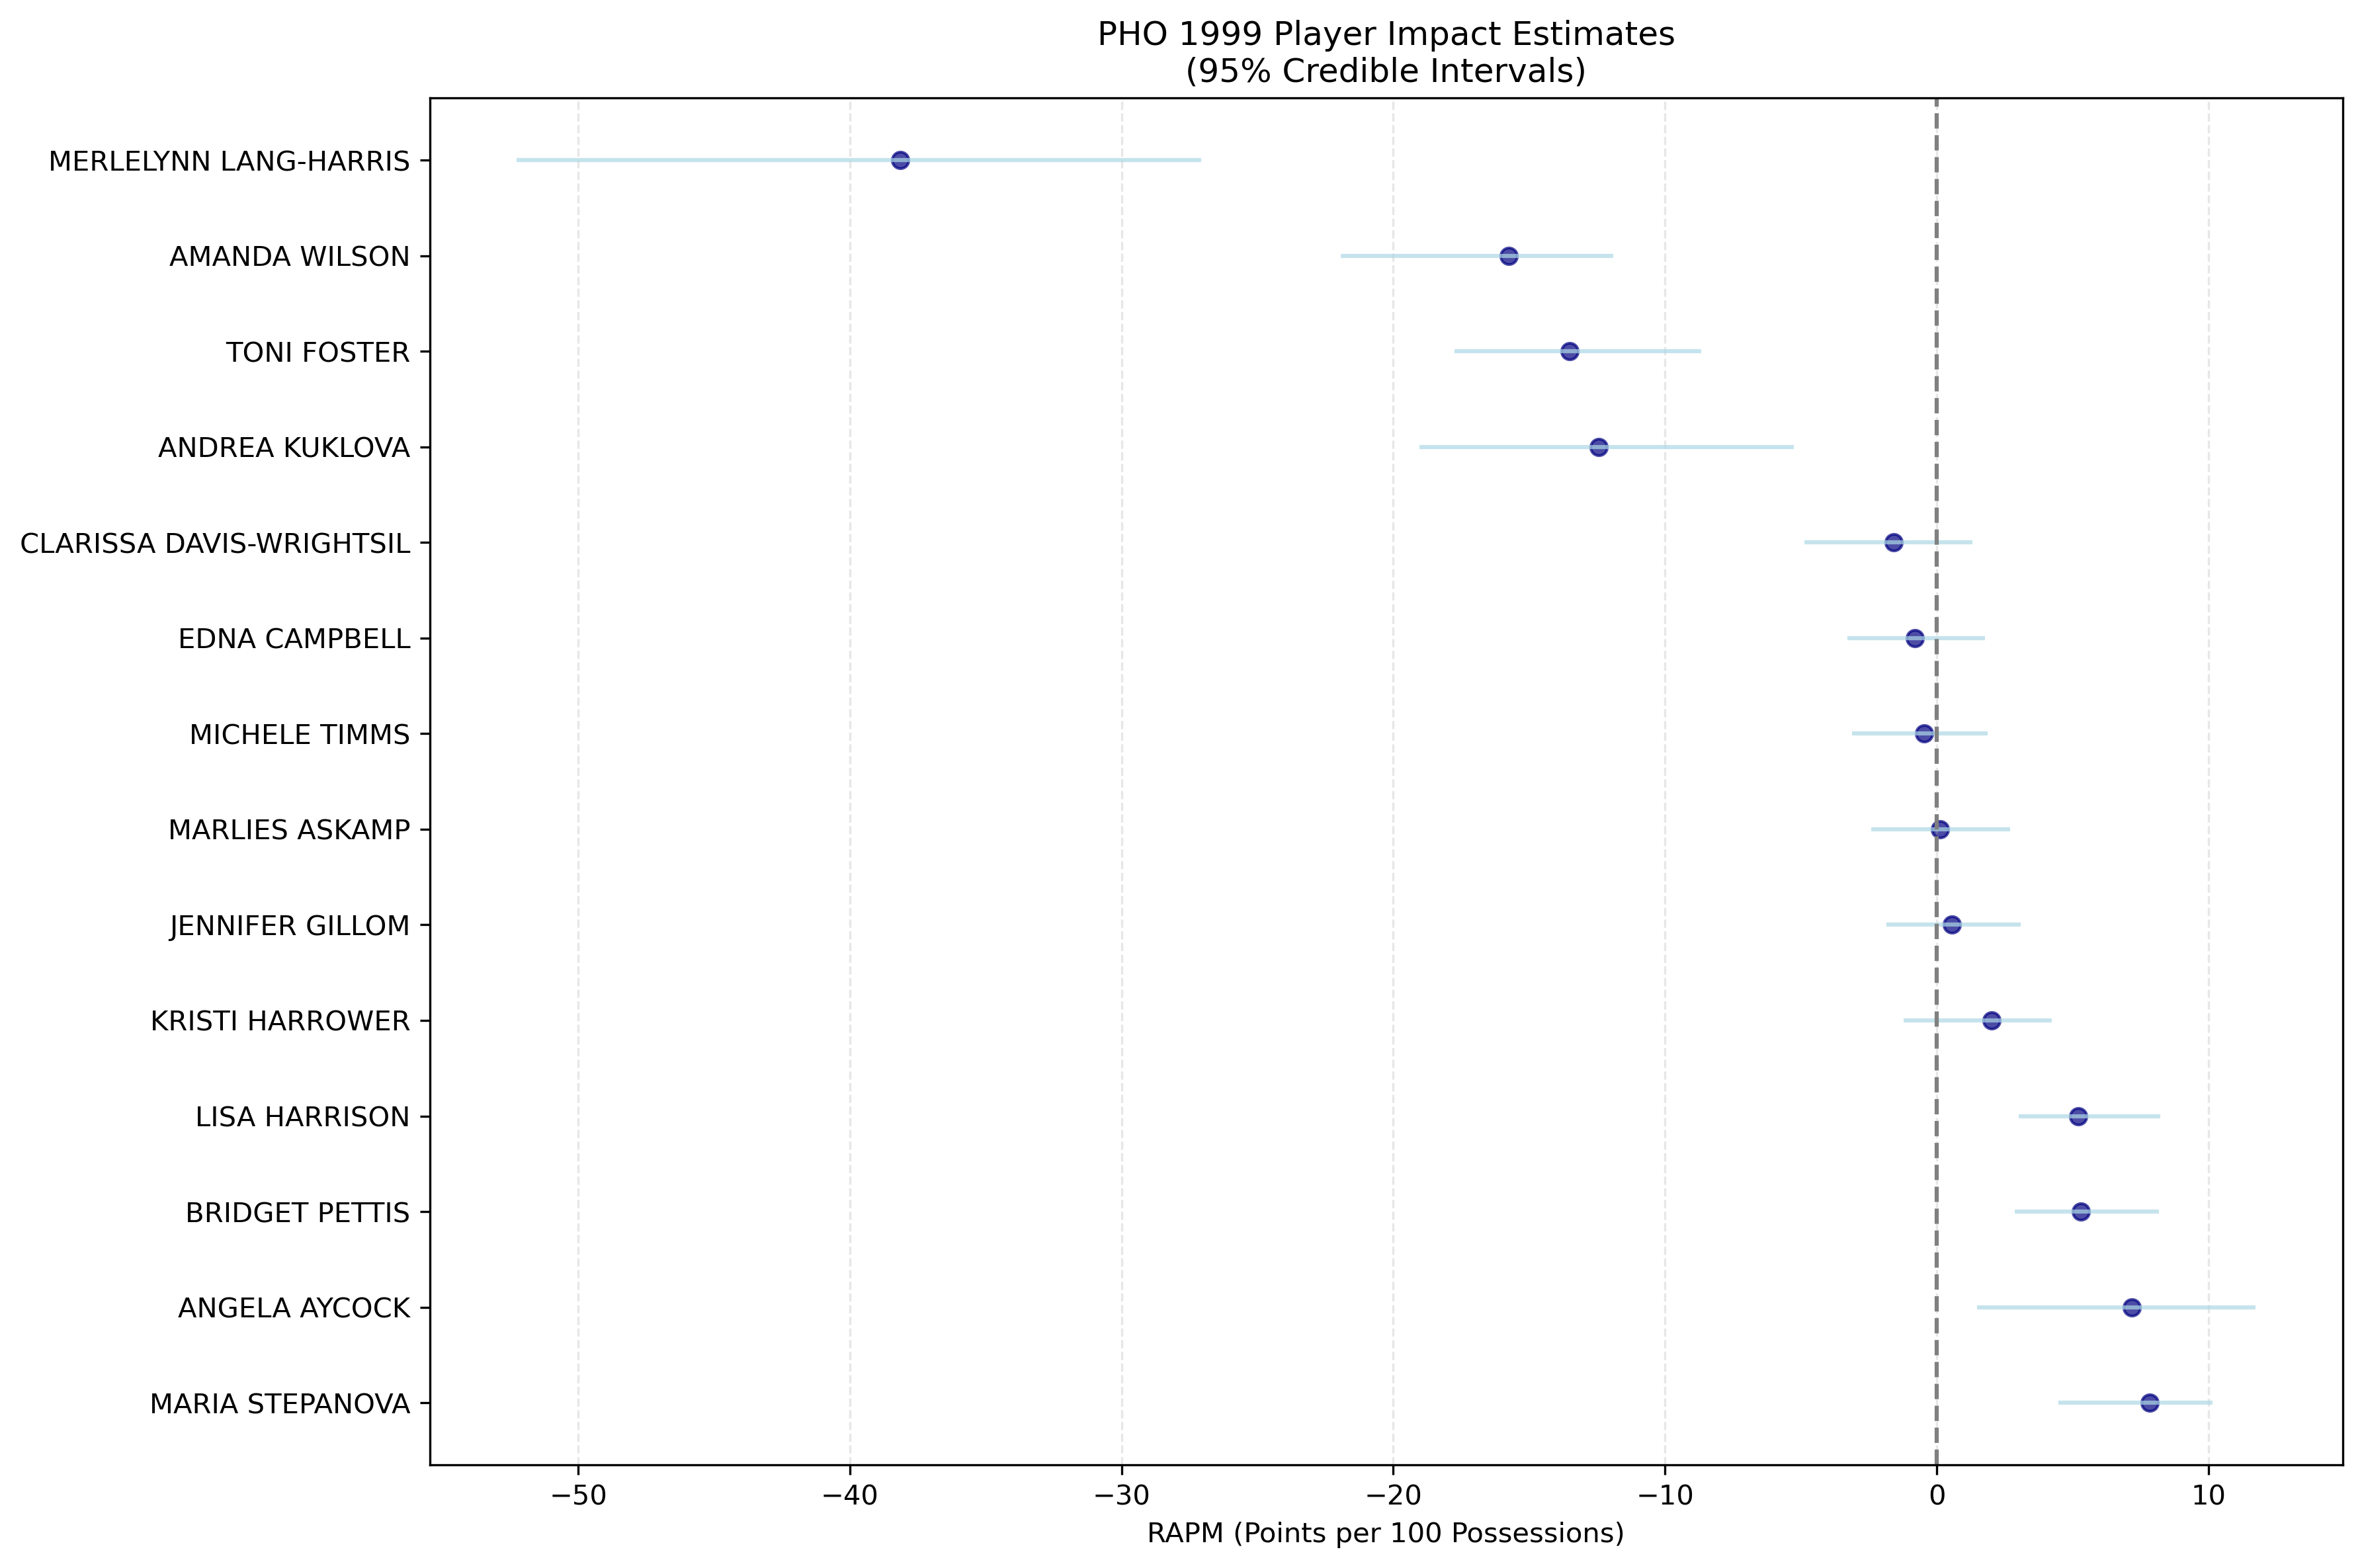 PHO 1999 Player Impact Estimates
(95% Credible Intervals)
MERLELYNN LANG-HARRIS
AMANDA WILSON
TONI FOSTER
ANDREA KUKLOVA
CLARISSA DAVIS-WRIGHTSIL
EDNA CAMPBELL
MICHELE TIMMS
MARLIES ASKAMP
JENNIFER GILLOM
KRISTI HARROWER
LISA HARRISON
BRIDGET PETTIS
ANGELA AYCOCK
MARIA STEPANOVA
−50 −40 −30 −20 −10 0 10
RAPM (Points per 100 Possessions)